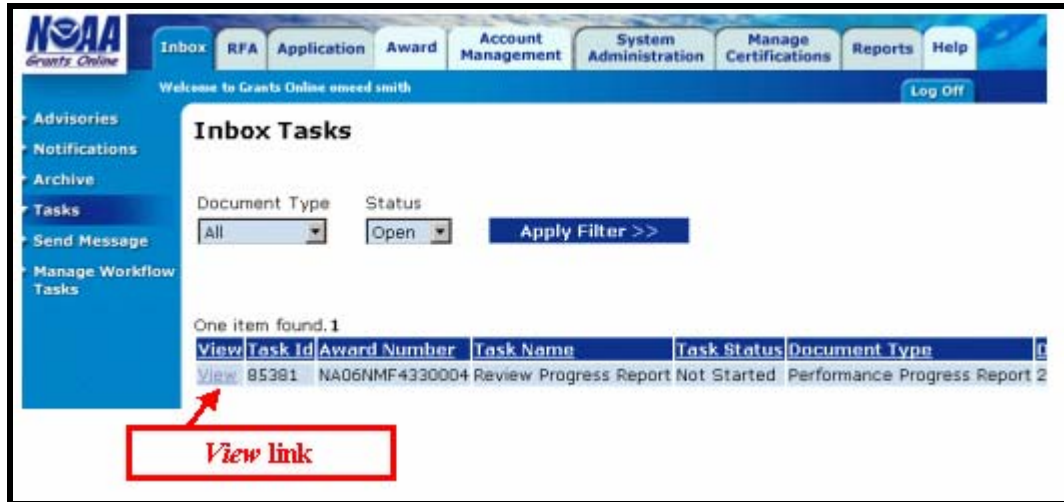 NOAA
Grants Online
Inbox RFA Application Award Account Management System Administration Manage Certifications Reports Help
Welcome to Grants Online omeed smith
Log Off
Advisories
Notifications
Archive
Tasks
Send Message
Manage Workflow Tasks
Inbox Tasks
Document Type Status
All Open Apply Filter >>
One item found.1
View Task Id Award Number Task Name Task Status Document Type
View 85381 NA06NMF4330004 Review Progress Report Not Started Performance Progress Report 2
View link